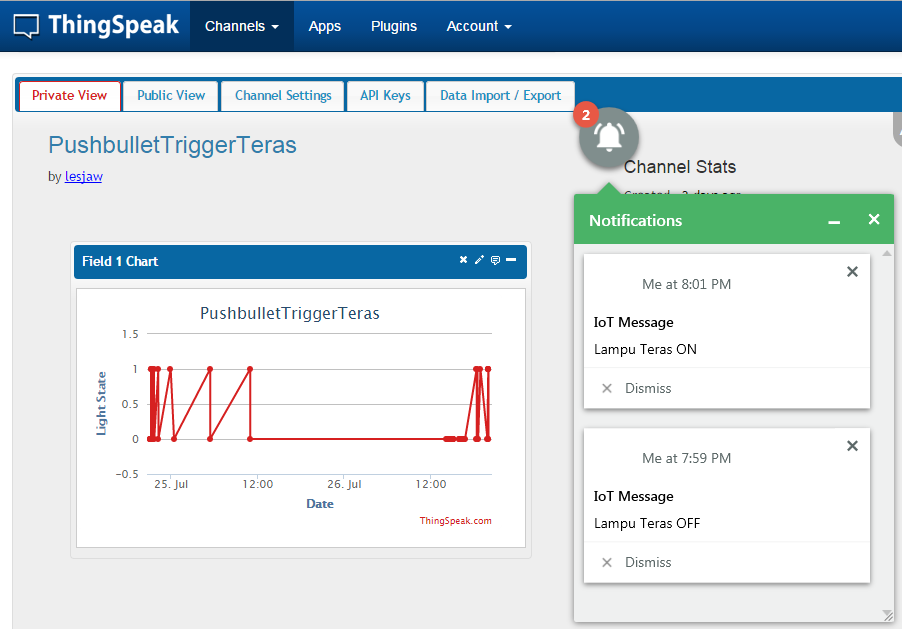 ThingSpeak Channels Apps Plugins Account
Private View Public View Channel Settings API Keys Data Import / Export
2
PushbulletTriggerTeras
by lesjaw
Channel Stats
Field 1 Chart
PushbulletTriggerTeras
1.5
1
0.5
0
-0.5
Light State
25. Jul 12:00 26. Jul 12:00
Date
ThingSpeak.com
Notifications
Me at 8:01 PM
IoT Message
Lampu Teras ON
Dismiss
Me at 7:59 PM
IoT Message
Lampu Teras OFF
Dismiss